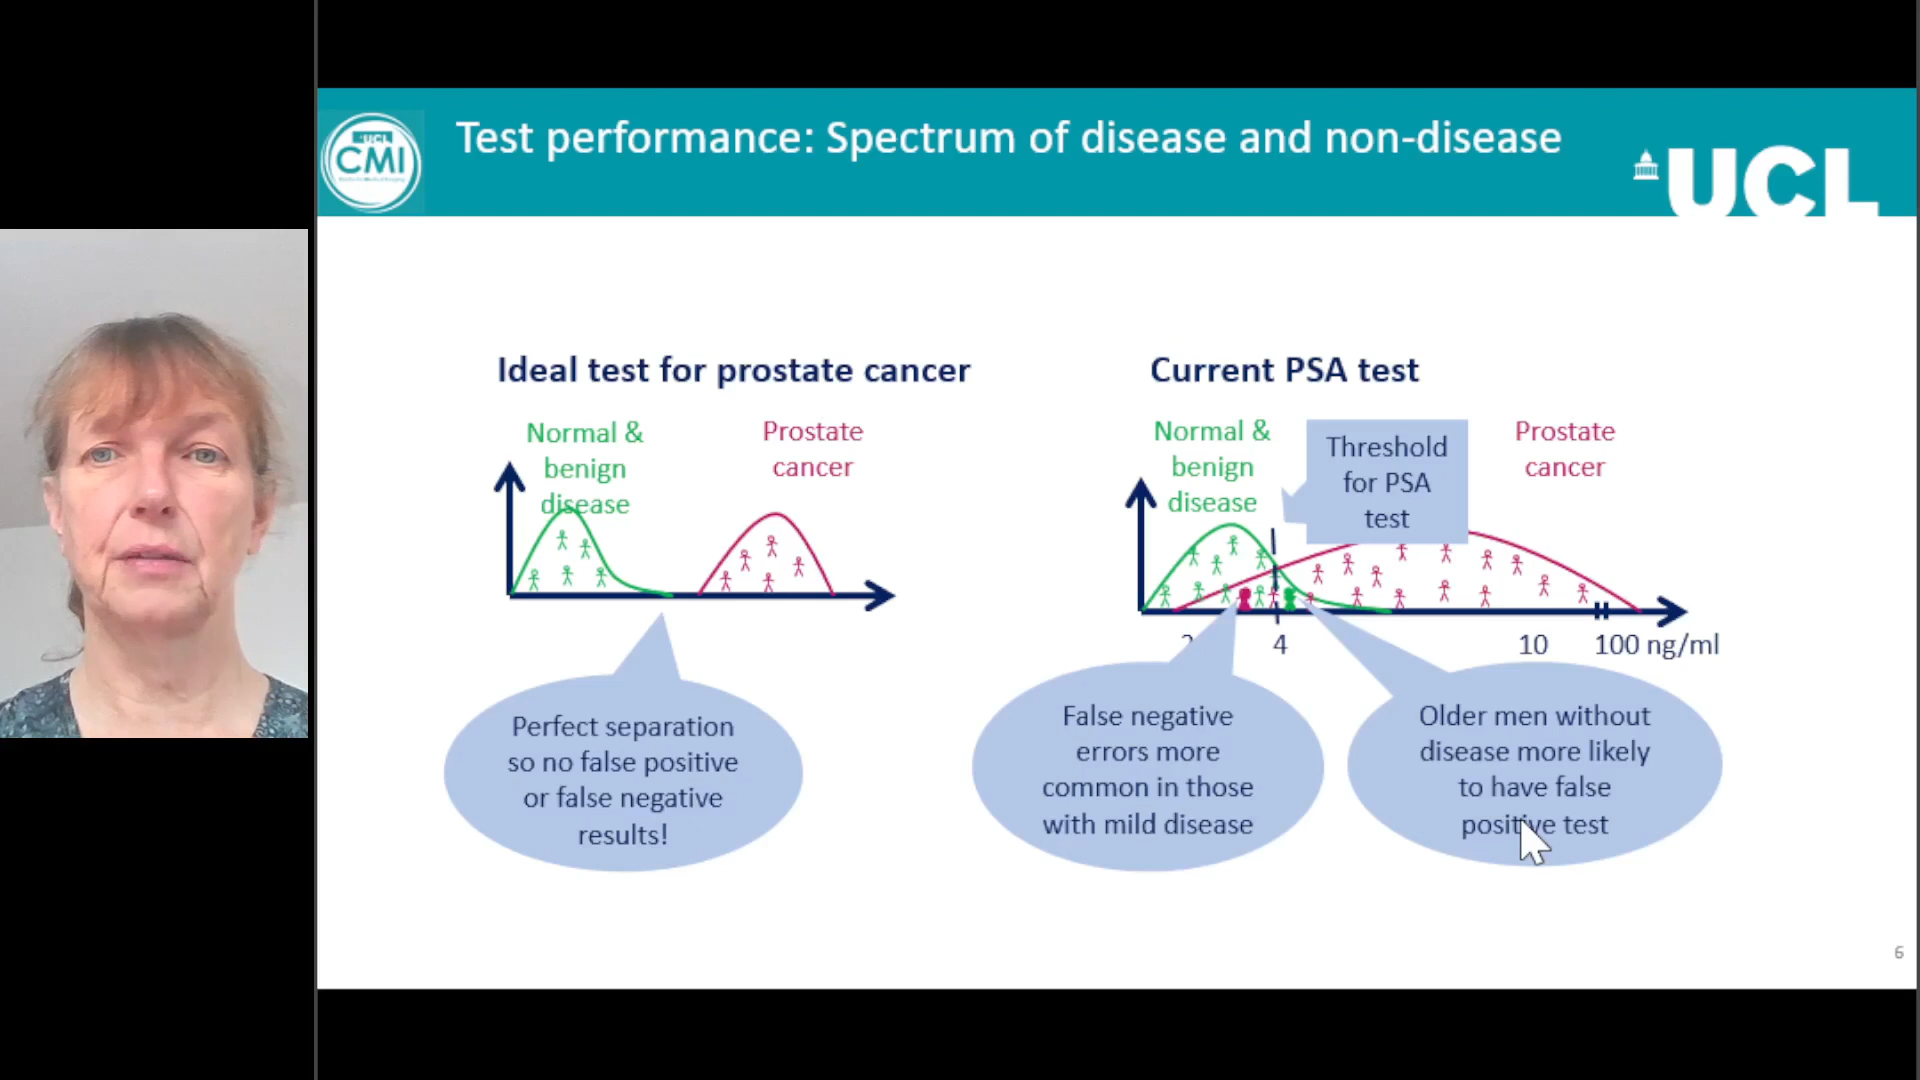 UCL
CMI
Test performance: Spectrum of disease and non-disease
UCL
Ideal test for prostate cancer
Normal &
benign
disease
Prostate
cancer
Perfect separation
so no false positive
or false negative
results!
Current PSA test
Normal &
benign
disease
Threshold
for PSA
test
Prostate
cancer
2
4
10
100 ng/ml
False negative
errors more
common in those
with mild disease
Older men without
disease more likely
to have false
positive test
6